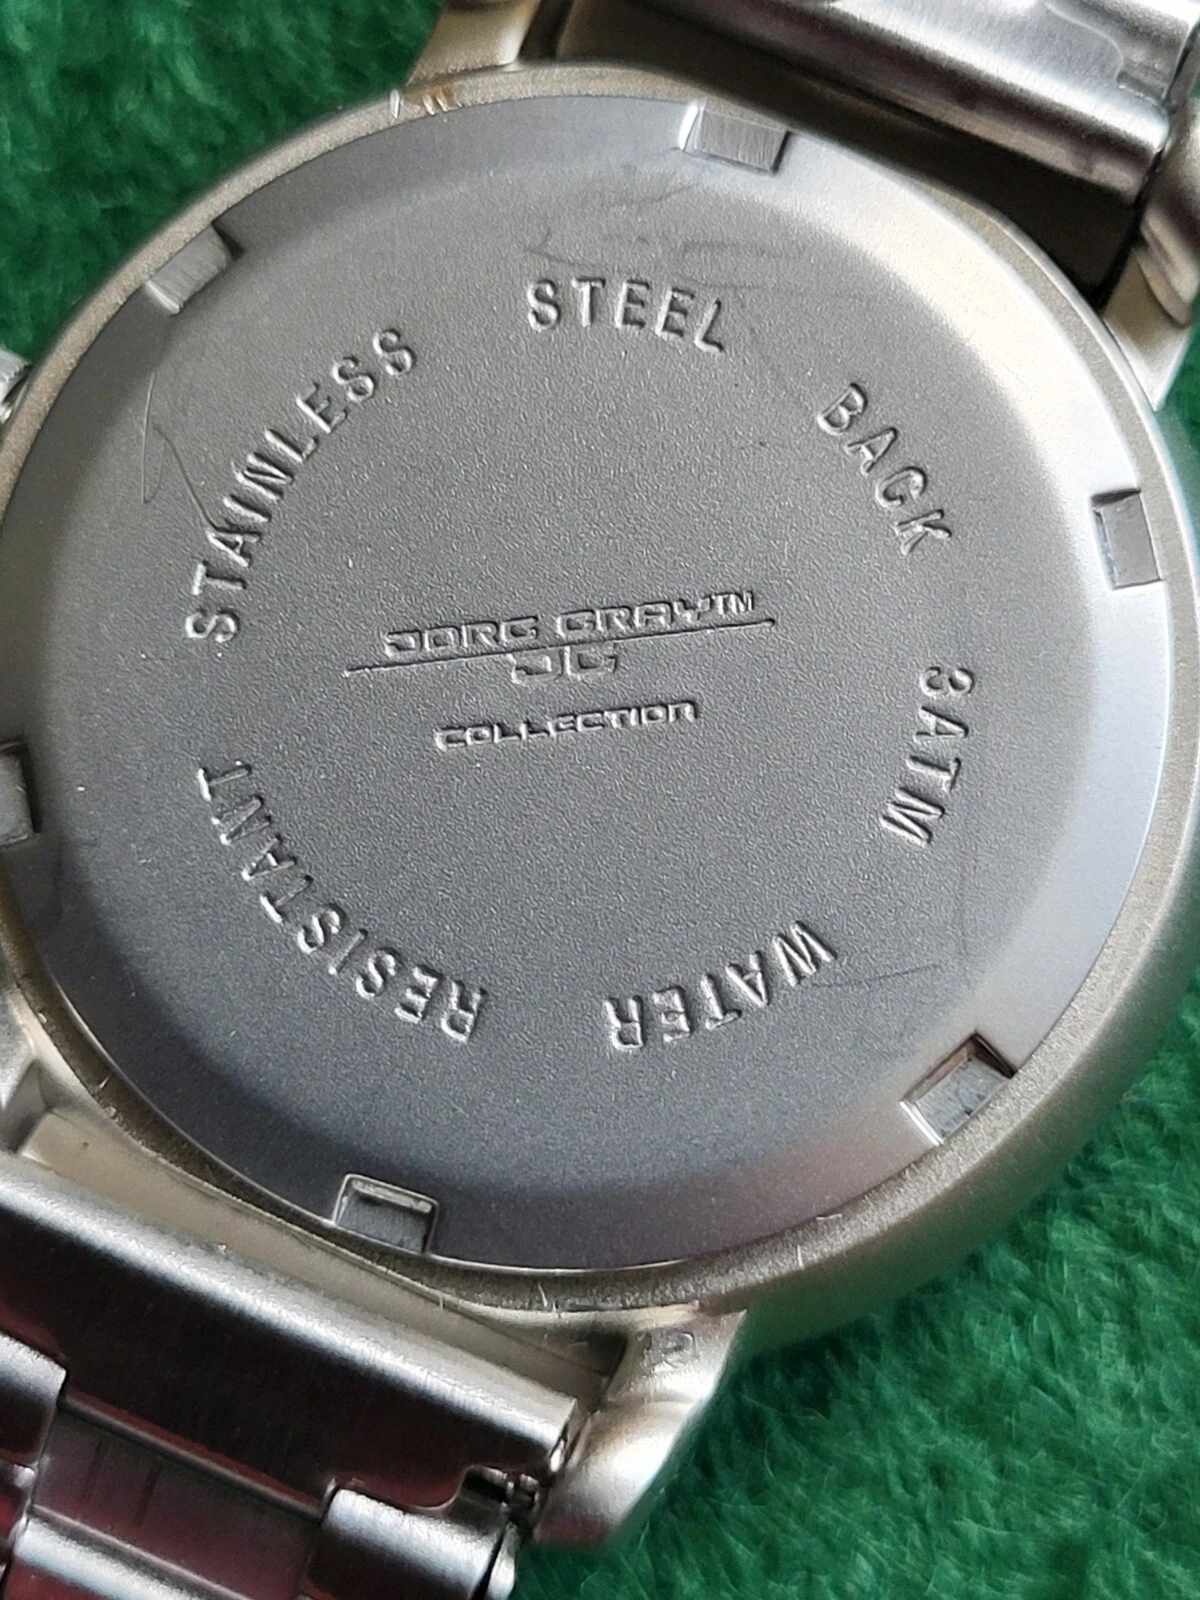 STAINLESS STEEL BACK 3ATM WATER RESISTANT
JORG GRAY™
JG
COLLECTION